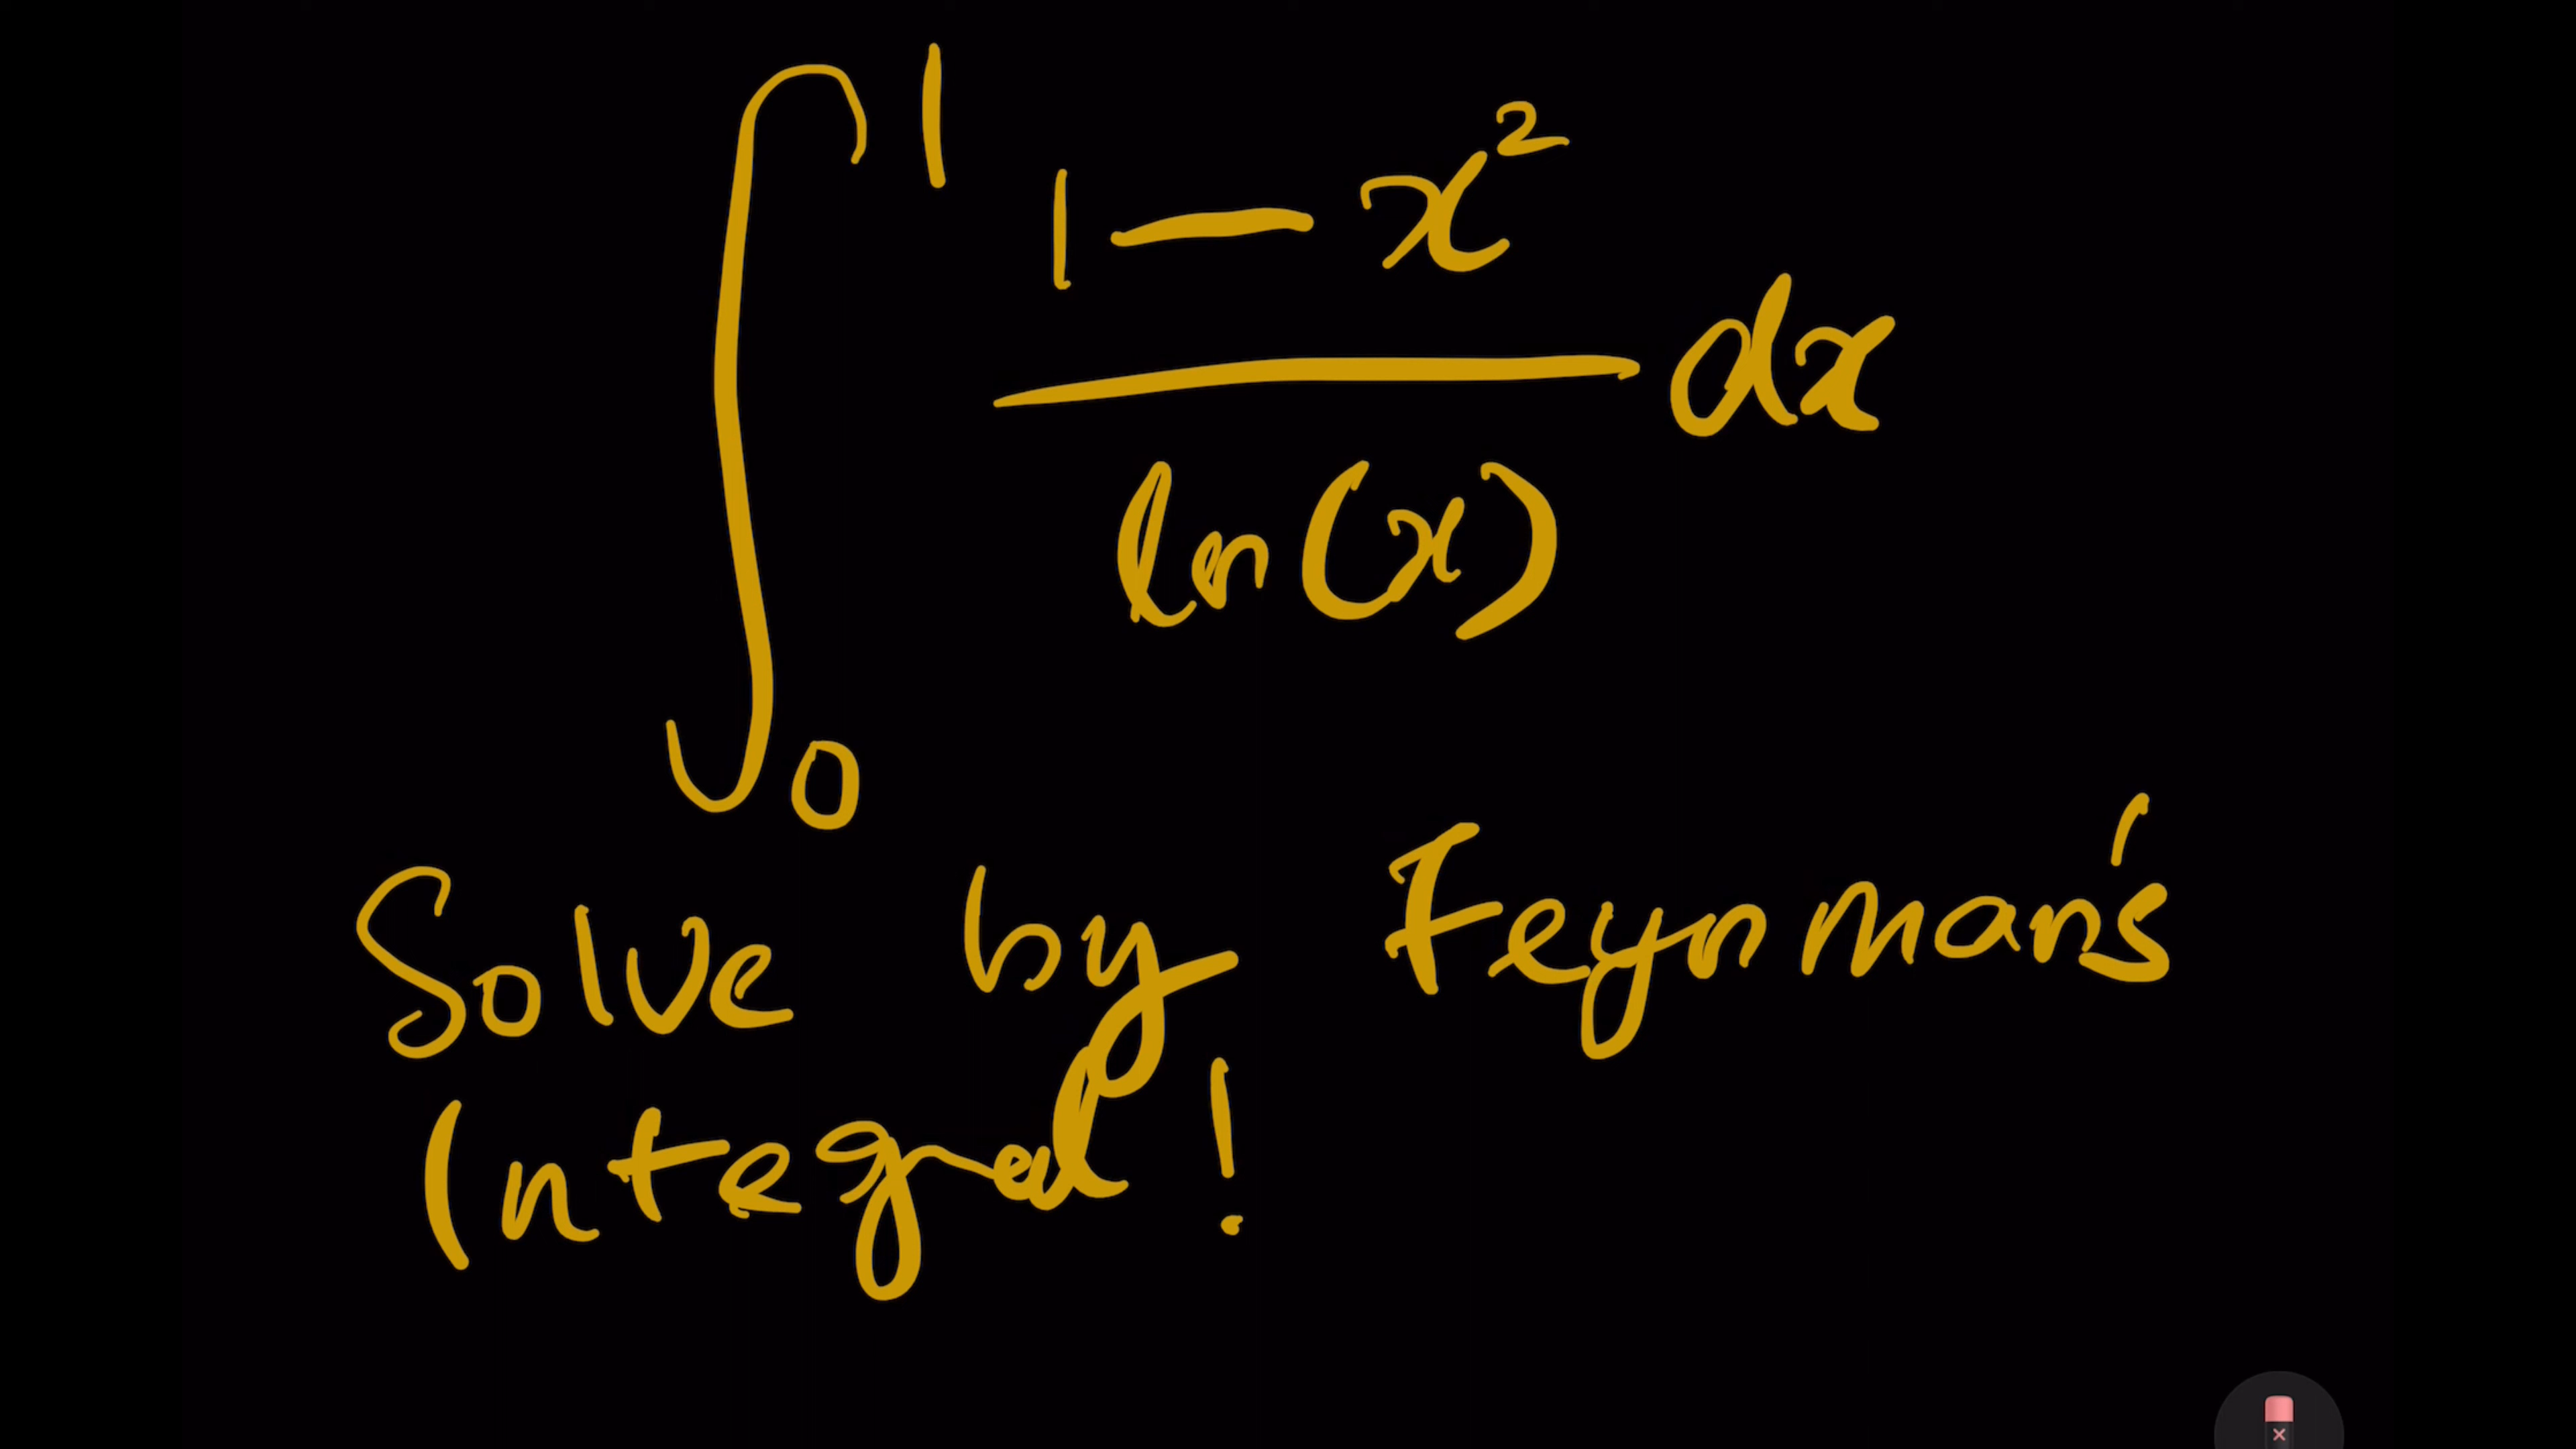 ∫₀¹ (1 − x²)/ln(x) dx
Solve by Feynman's
Integral!